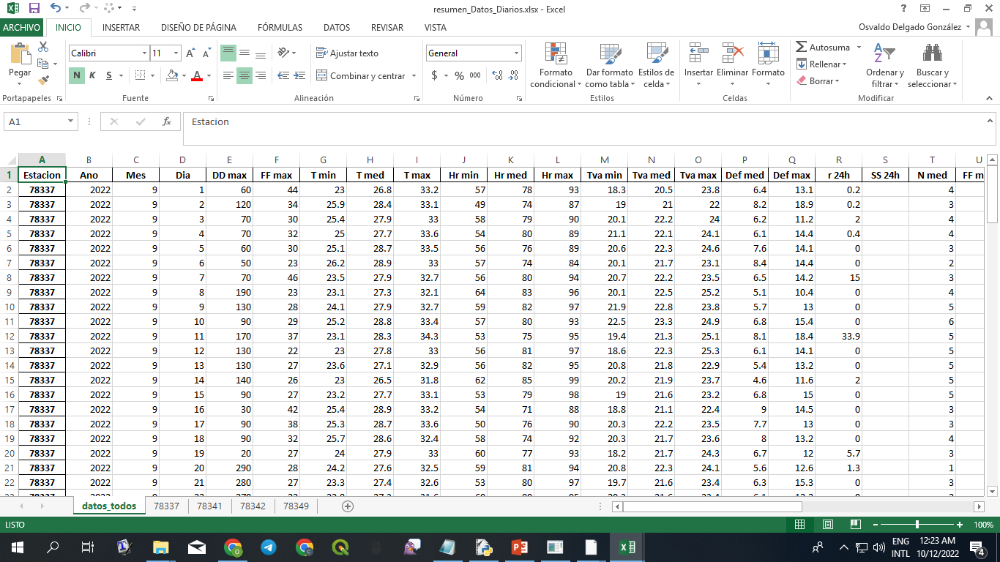 resumen_Datos_Diarios.xlsx - Excel
ARCHIVO INICIO INSERTAR DISEÑO DE PÁGINA FÓRMULAS DATOS REVISAR VISTA Osvaldo Delgado González
Pegar
Portapapeles
Calibri 11
N K S
Fuente
Ajustar texto
Combinar y centrar
Alineación
General
$ % 000
Número
Formato condicional
Dar formato como tabla
Estilos de celda
Estilos
Insertar Eliminar Formato
Celdas
Autosuma
Rellenar
Borrar
Ordenar y filtrar
Buscar y seleccionar
Modificar
A1 fx Estacion
A B C D E F G H I J K L M N O P Q R S T U
1 Estacion Ano Mes Dia DD max FF max T min T med T max Hr min Hr med Hr max Tva min Tva med Tva max Def med Def max r 24h SS 24h N med FF m
2 78337 2022 9 1 60 44 23 26.8 33.2 57 78 93 18.3 20.5 23.8 6.4 13.1 0.2 4
3 78337 2022 9 2 120 34 25.9 28.4 33.1 49 74 87 19 21 22 8.2 18.9 0.2 3
4 78337 2022 9 3 70 30 25.4 27.9 33 58 79 90 20.1 22.2 24 6.2 11.2 2 4
5 78337 2022 9 4 70 32 25 27.7 33.6 54 80 89 21.1 22.1 24.1 6.1 14.4 0.4 4
6 78337 2022 9 5 60 30 25.1 28.7 33.5 56 76 89 20.6 22.3 24.6 7.6 14.1 0 3
7 78337 2022 9 6 50 23 26.2 28.9 33 57 74 84 20.1 21.7 23.1 8.4 14.4 0 2
8 78337 2022 9 7 70 46 23.5 27.9 32.7 56 80 94 20.7 22.2 23.5 6.5 14.2 15 3
9 78337 2022 9 8 190 23 23.1 27.3 32.1 64 83 96 20.1 22.5 25.2 5.1 10.4 0 4
10 78337 2022 9 9 130 28 24.1 27.9 32.7 59 82 97 21.9 22.8 23.8 5.7 13 0 5
11 78337 2022 9 10 90 29 25.2 28.8 33.4 57 80 93 22.5 23.3 24.9 6.8 15.4 0 6
12 78337 2022 9 11 170 37 23.1 28.3 34.3 53 75 95 19.4 21.3 25.1 8.1 18.4 33.9 5
13 78337 2022 9 12 130 22 23 27.8 33 56 81 97 18.6 22.3 25.3 6.1 14.1 0 5
14 78337 2022 9 13 130 27 23.6 27.1 32.9 56 82 95 20.8 21.8 22.9 5.4 13.2 0 5
15 78337 2022 9 14 140 26 23 26.5 31.8 62 85 99 20.2 21.9 23.7 4.6 11.6 2 5
16 78337 2022 9 15 90 27 23.2 27.7 33.1 53 79 98 19 21.6 23.2 6.8 15 0 5
17 78337 2022 9 16 30 42 25.4 28.9 33.2 54 71 88 18.8 21.1 22.4 9 14.5 0 3
18 78337 2022 9 17 90 38 25.3 28.7 33.6 50 76 90 20.3 22.2 23.5 7.7 13 0 3
19 78337 2022 9 18 90 32 25.7 28.6 32.4 58 74 92 20.3 21.7 23.6 8 13.2 0 4
20 78337 2022 9 19 20 27 24 27.9 33 60 77 93 18.2 21.7 24.3 6.7 12 5.7 3
21 78337 2022 9 20 290 28 24.2 27.6 32.5 59 81 94 20.8 22.3 24.1 5.6 12.6 1.3 1
22 78337 2022 9 21 280 27 23.3 27.4 32.6 53 80 97 19.7 21.6 23.4 6.3 15.3 0 3
datos_todos 78337 78341 78342 78349
LISTO 100%
ENG 12:23 AM
INTL 10/12/2022 4